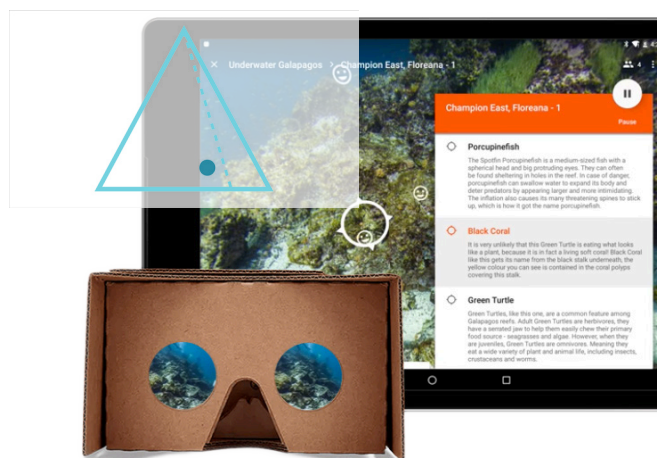 Underwater Galapagos > Champion East, Floreana - 1
4
Champion East, Floreana - 1
Pause
Porcupinefish
The Spotfin Porcupinefish is a medium-sized fish with a
spherical head and big protruding eyes. They can often
be found sheltering in holes in the reef. In case of danger,
porcupinefish can swallow water to expand its body and
deter predators by appearing larger and more intimidating.
The inflation also causes its many threatening spines to stick
up, which is how it got the name porcupinefish.
Black Coral
It is very unlikely that this Green Turtle is eating what looks
like a plant, because it is in fact a living soft coral! Black Coral
like this gets its name from the black stalk underneath, the
yellow colour you can see is contained in the coral polyps
covering this stalk.
Green Turtle
Green Turtles, like this one, are a common feature among
Galapagos reefs. Adult Green Turtles are herbivores, they
have a serrated jaw to help them easily chew their primary
food source - seagrasses and algae. However, when they
are juveniles, Green Turtles are omnivores. Meaning they
eat a wide variety of plant and animal life, including insects,
crustaceans and worms.